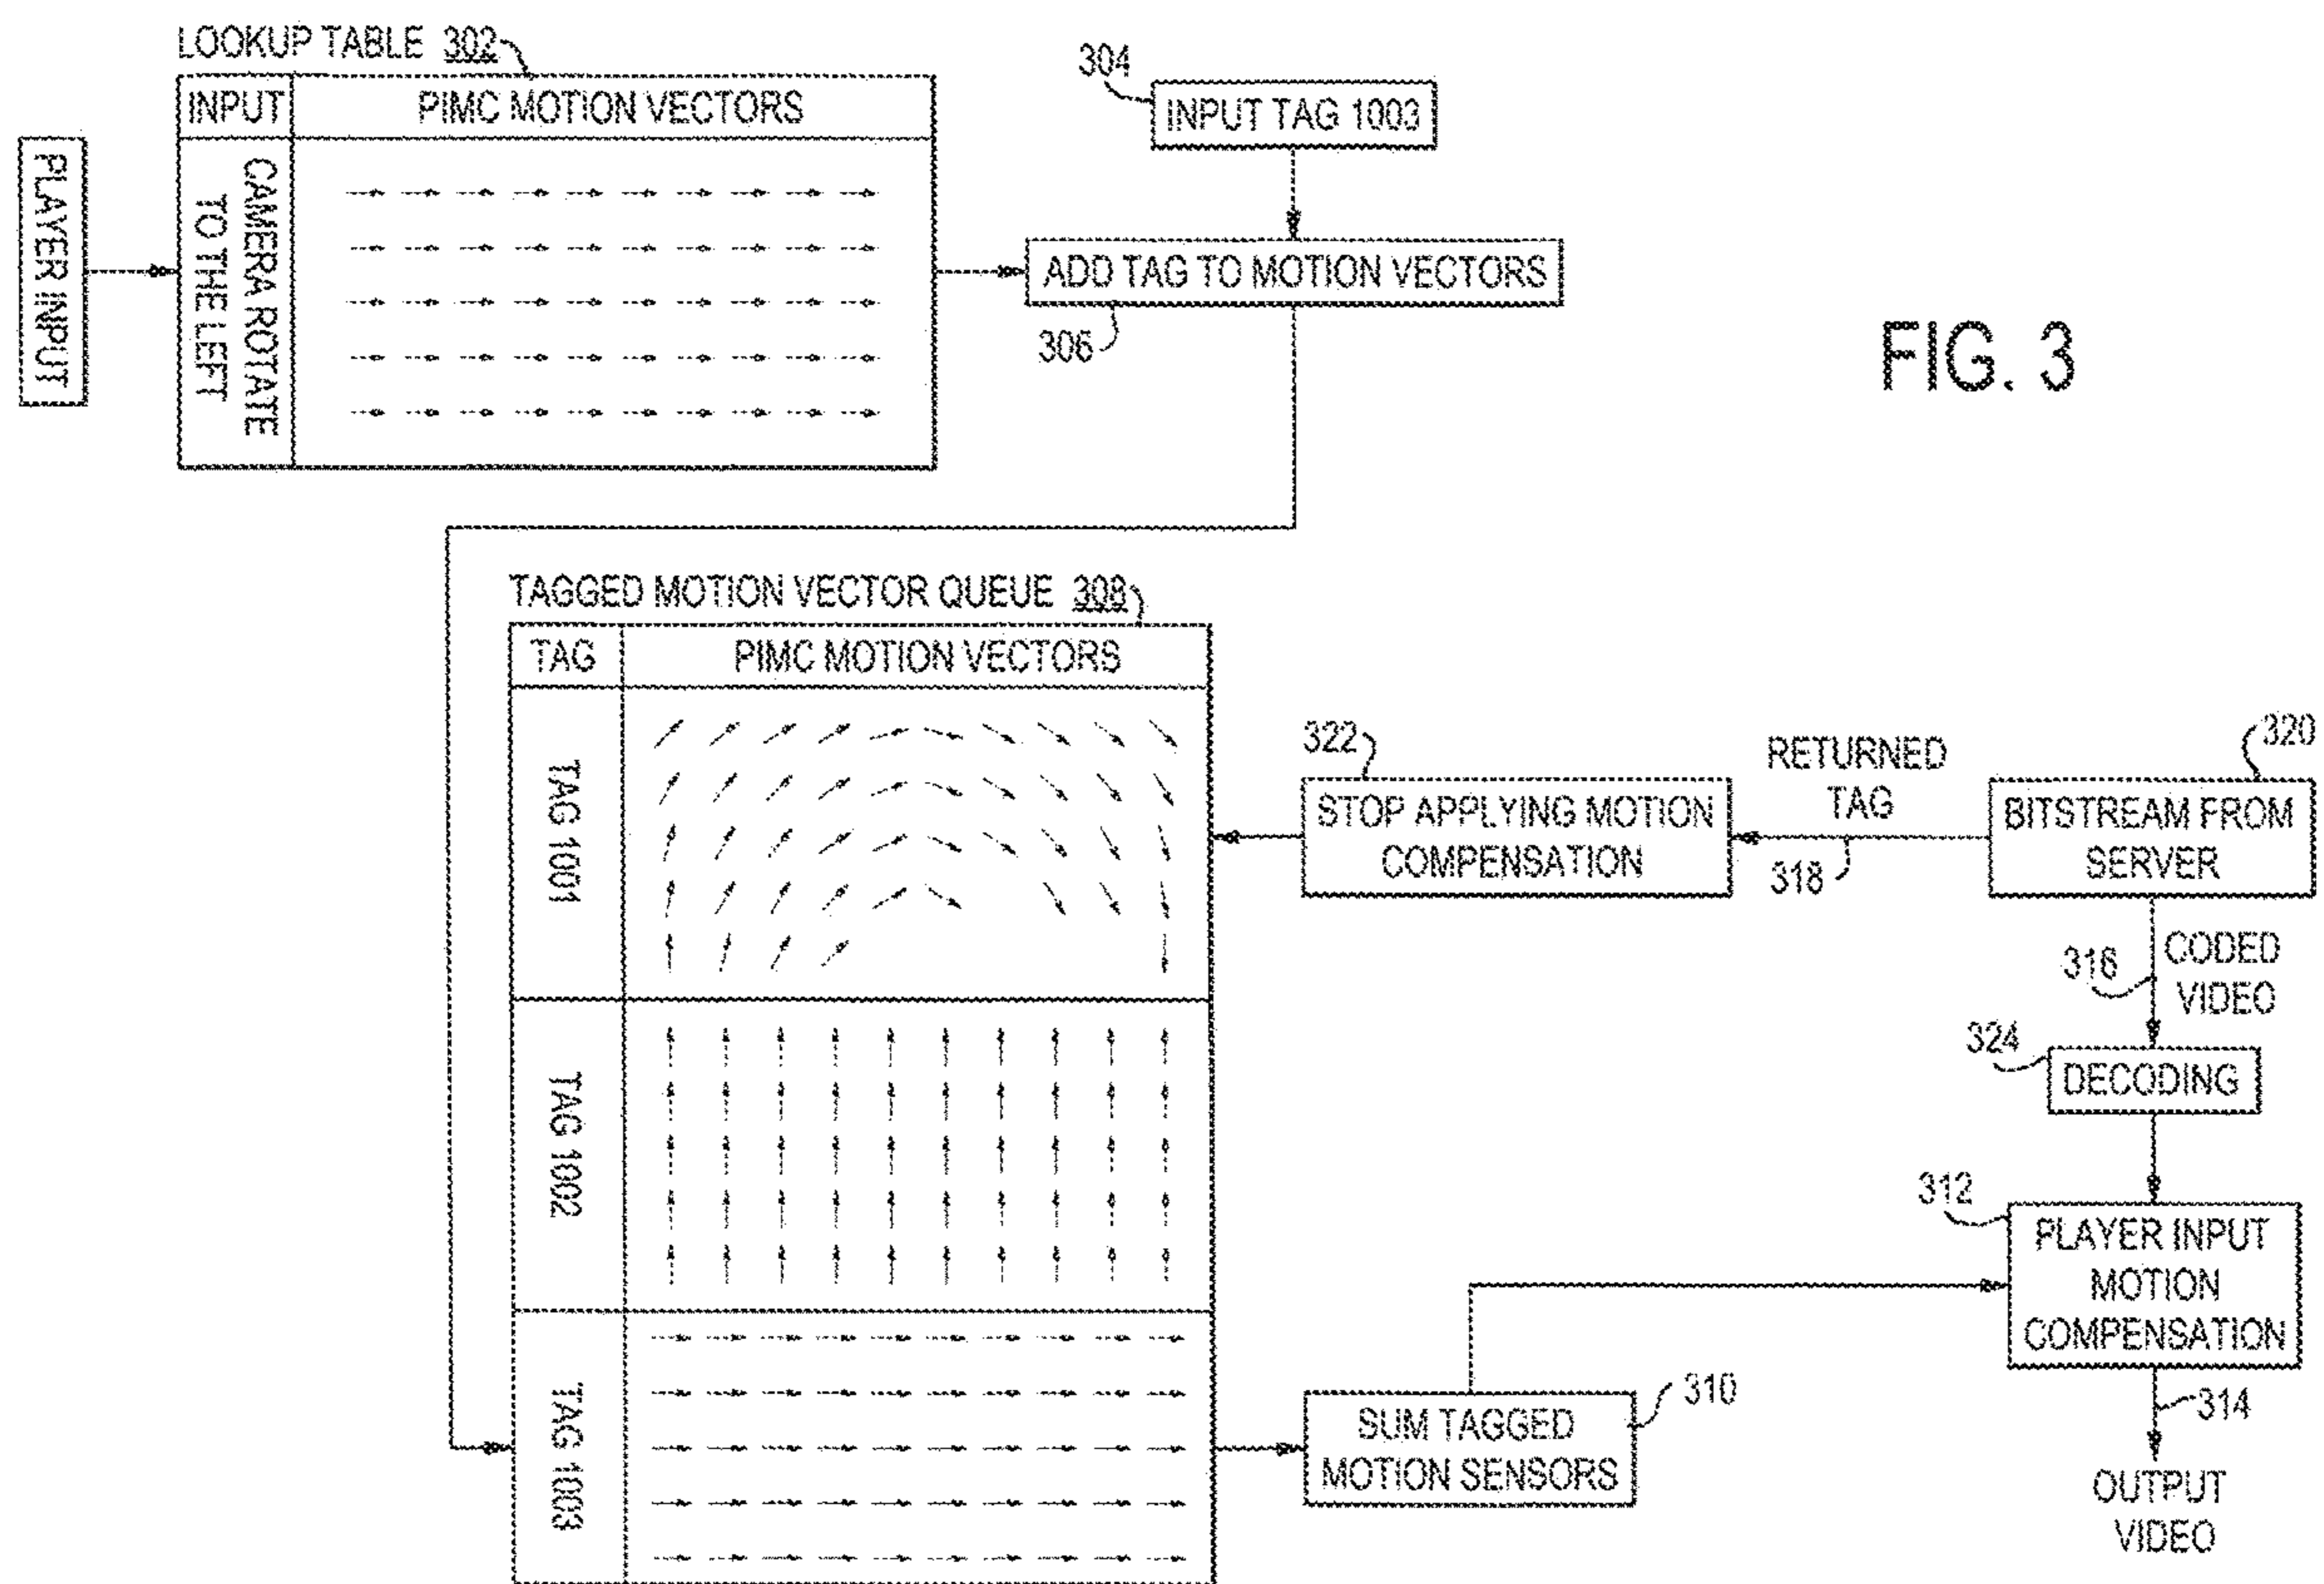 LOOKUP TABLE 302
INPUT
PIMC MOTION VECTORS
PLAYER INPUT
CAMERA ROTATE
TO THE LEFT
304
INPUT TAG 1003
ADD TAG TO MOTION VECTORS
306
FIG. 3
TAGGED MOTION VECTOR QUEUE 308
TAG
PIMC MOTION VECTORS
TAG 1001
TAG 1002
TAG 1003
322
STOP APPLYING MOTION
COMPENSATION
RETURNED
TAG
318
320
BITSTREAM FROM
SERVER
316
CODED
VIDEO
324
DECODING
312
PLAYER INPUT
MOTION
COMPENSATION
310
SUM TAGGED
MOTION SENSORS
314
OUTPUT
VIDEO